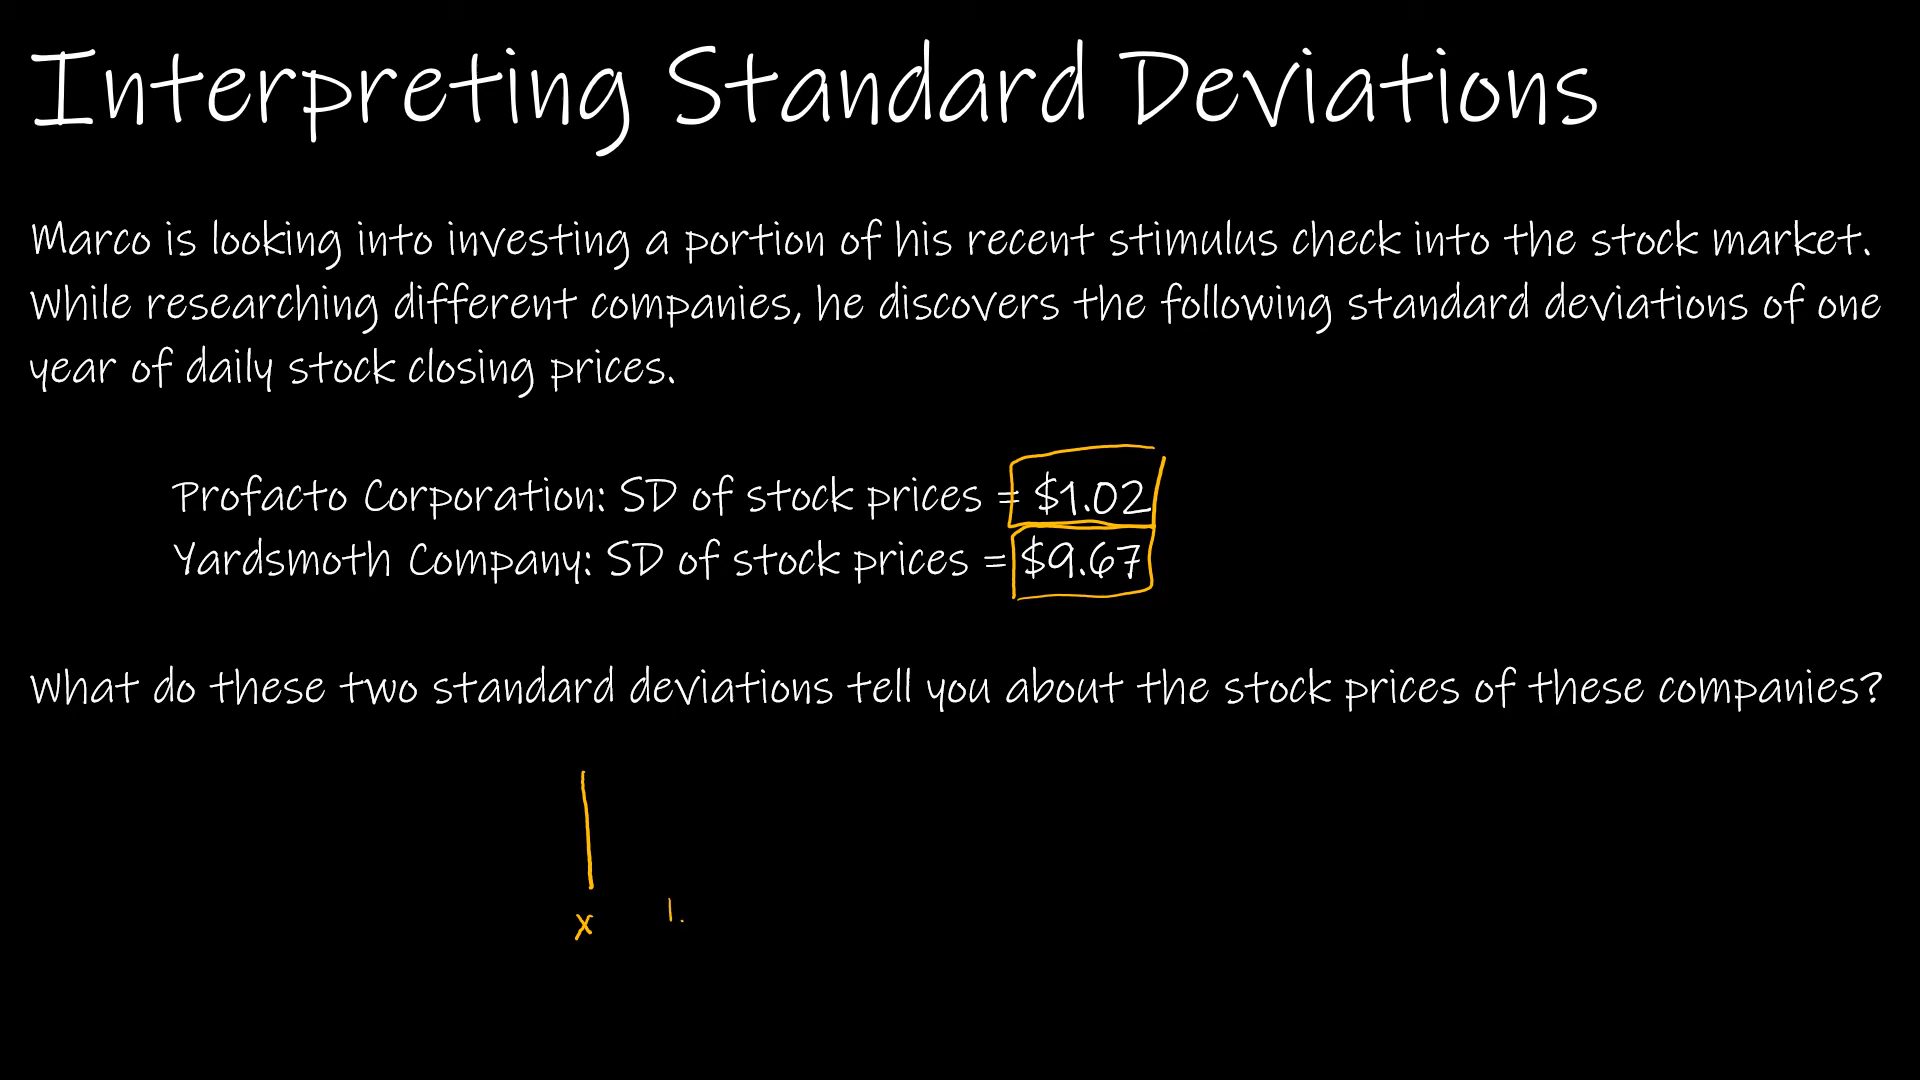 Interpreting Standard Deviations
Marco is looking into investing a portion of his recent stimulus check into the stock market.
While researching different companies, he discovers the following standard deviations of one
year of daily stock closing prices.
Profacto Corporation: SD of stock prices = $1.02
Yardsmoth Company: SD of stock prices = $9.67
What do these two standard deviations tell you about the stock prices of these companies?
x 1.